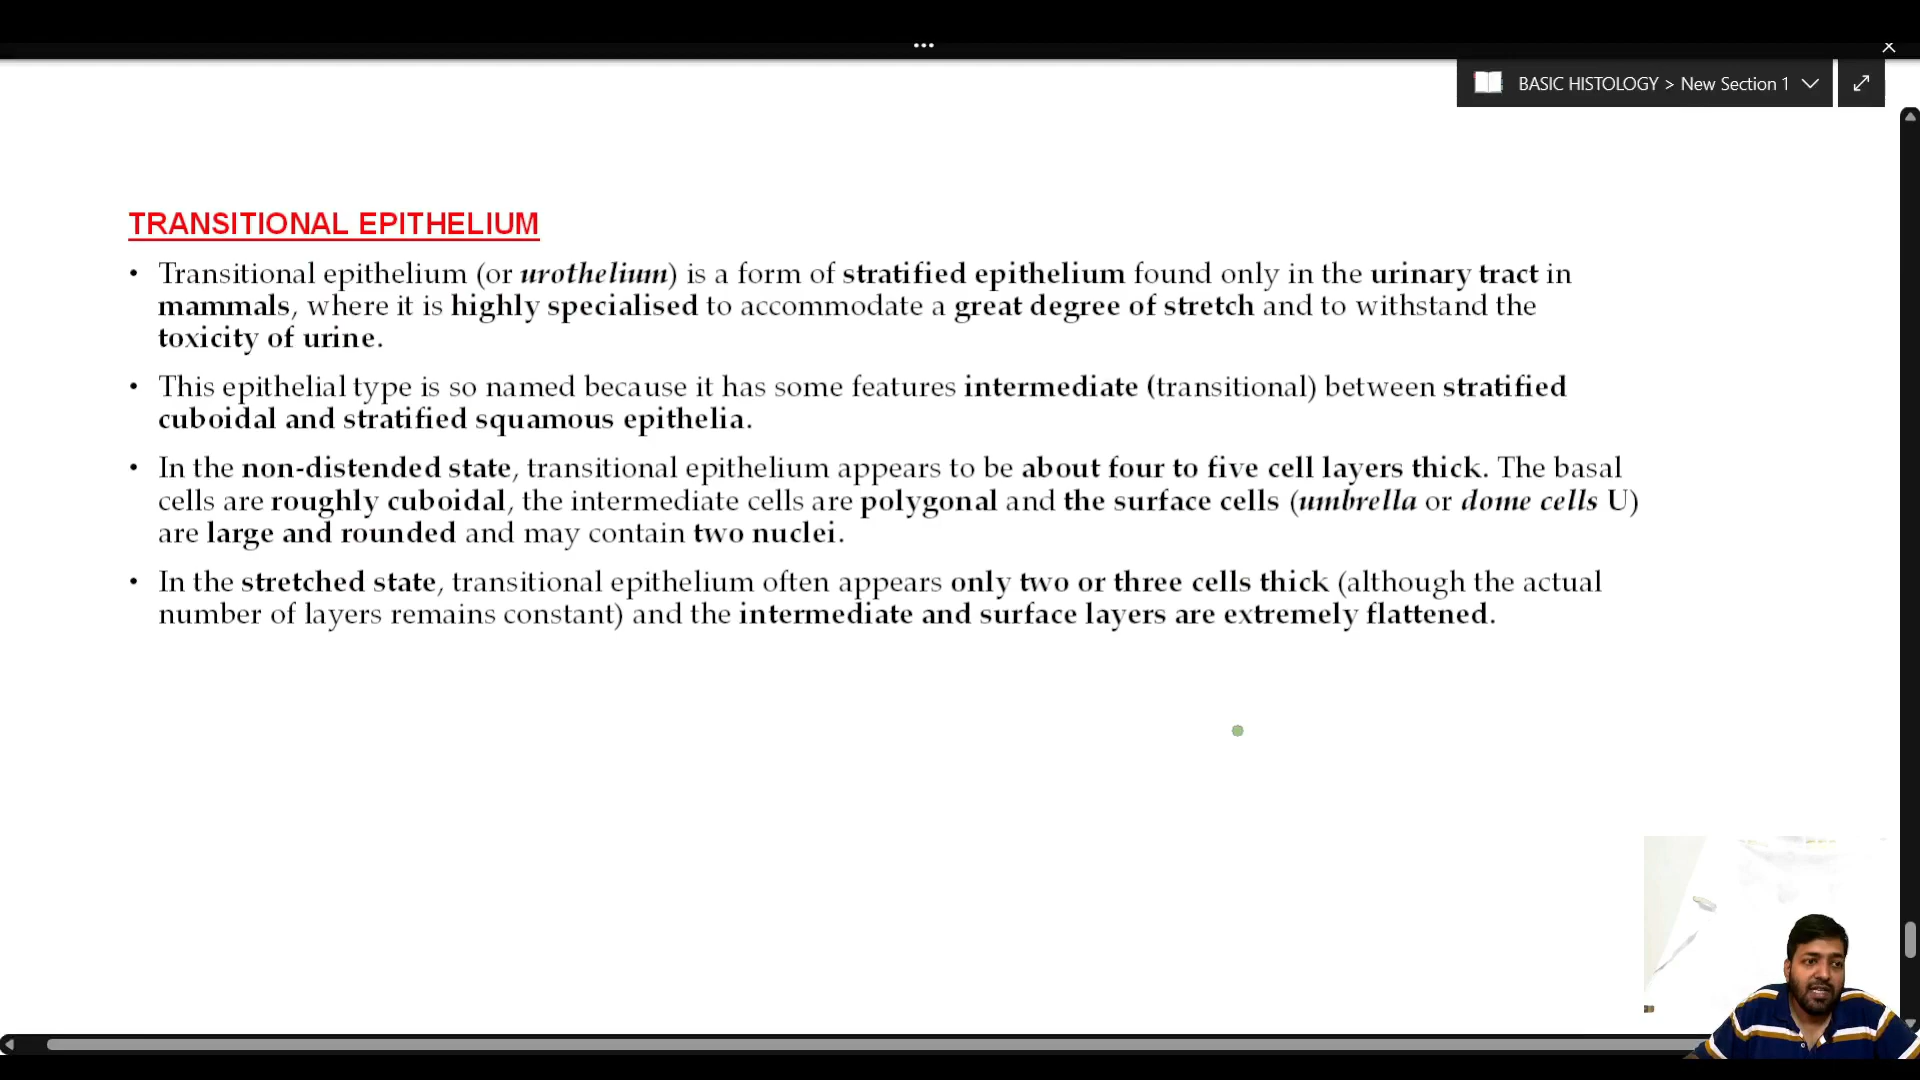 BASIC HISTOLOGY > New Section 1
TRANSITIONAL EPITHELIUM
• Transitional epithelium (or urothelium) is a form of stratified epithelium found only in the urinary tract in
mammals, where it is highly specialised to accommodate a great degree of stretch and to withstand the
toxicity of urine.
• This epithelial type is so named because it has some features intermediate (transitional) between stratified
cuboidal and stratified squamous epithelia.
• In the non-distended state, transitional epithelium appears to be about four to five cell layers thick. The basal
cells are roughly cuboidal, the intermediate cells are polygonal and the surface cells (umbrella or dome cells U)
are large and rounded and may contain two nuclei.
• In the stretched state, transitional epithelium often appears only two or three cells thick (although the actual
number of layers remains constant) and the intermediate and surface layers are extremely flattened.